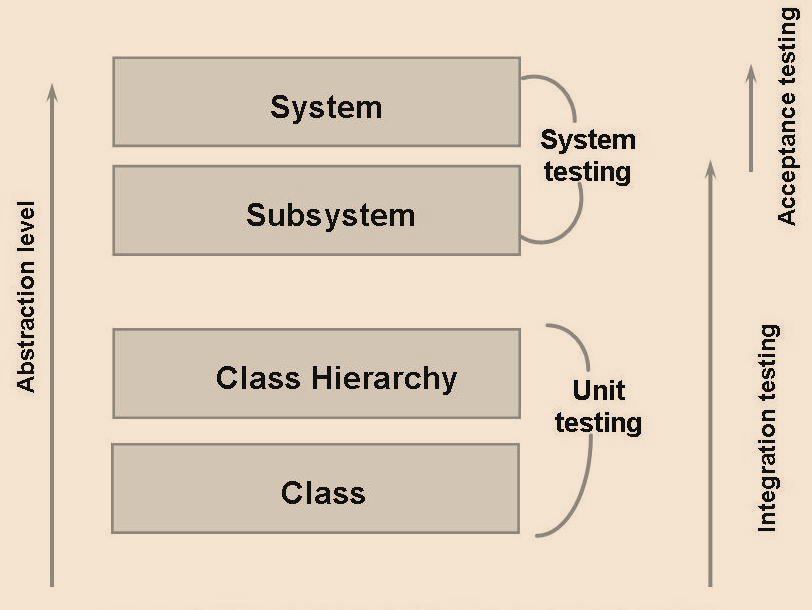 System
System
testing
Subsystem
Class Hierarchy
Unit
testing
Class
Abstraction level
Acceptance testing
Integration testing